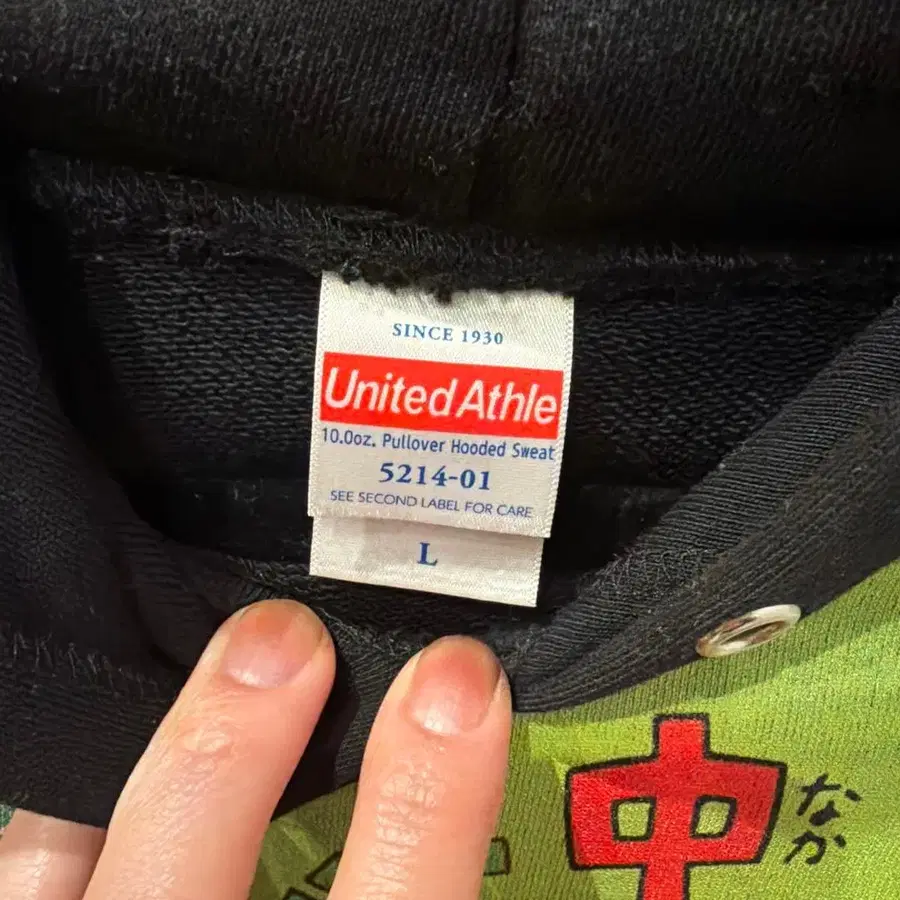 SINCE 1930
United Athle
10.0oz. Pullover Hooded Sweat
5214-01
SEE SECOND LABEL FOR CARE
L
中
なか